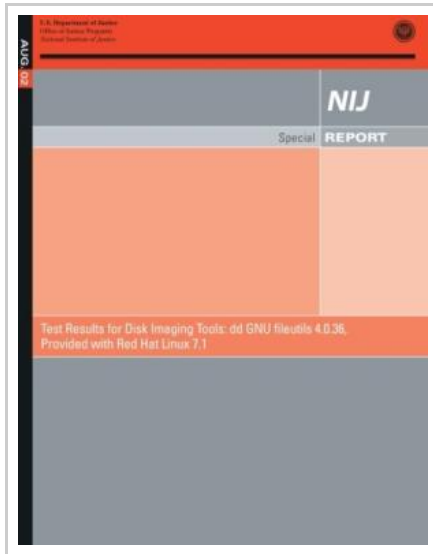 U.S. Department of Justice
Office of Justice Programs
National Institute of Justice
AUG. 02
NIJ
Special REPORT
Test Results for Disk Imaging Tools: dd GNU fileutils 4.0.36,
Provided with Red Hat Linux 7.1